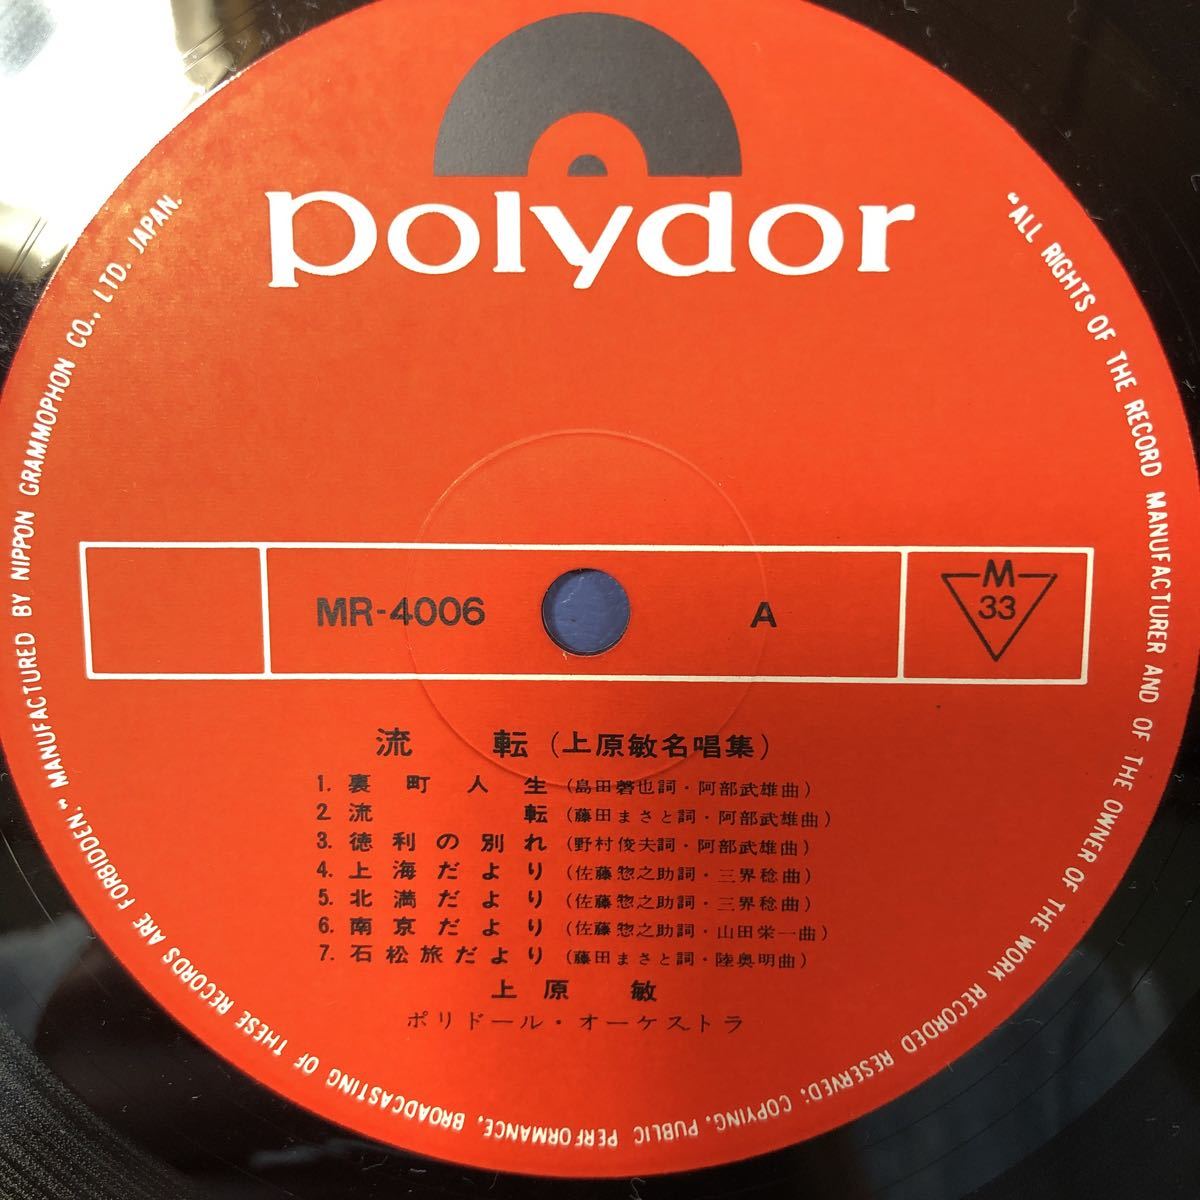 polydor
MR-4006
A
M
33
流転(上原敏名唱集)
1. 裏町人生(島田磬也詞・阿部武雄曲)
2. 流転(藤田まさと詞・阿部武雄曲)
3. 徳利の別れ(野村俊夫詞・阿部武雄曲)
4. 上海だより(佐藤惣之助詞・三界稔曲)
5. 北満だより(佐藤惣之助詞・三界稔曲)
6. 南京だより(佐藤惣之助詞・山田栄一曲)
7. 石松旅だより(藤田まさと詞・陸奥明曲)
上原敏
ポリドール・オーケストラ
"ALL RIGHTS OF THE RECORD MANUFACTURER AND OF THE OWNER OF THE WORK RECORDED RESERVED; COPYING, PUBLIC PERFORMANCE, BROADCASTING OF THESE RECORDS ARE FORBIDDEN." MANUFACTURED BY NIPPON GRAMMOPHON CO., LTD. JAPAN.